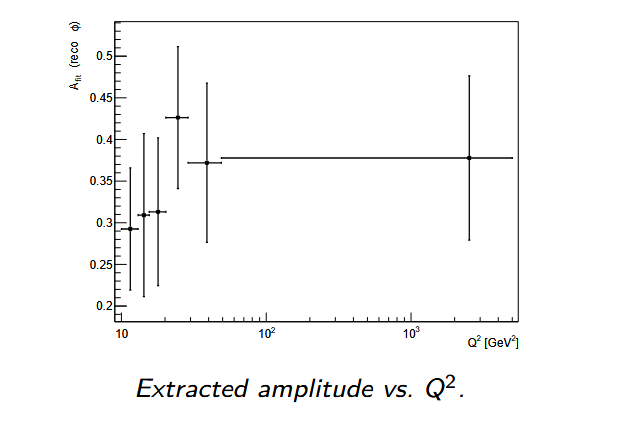 A_fit (reco ϕ)
0.5
0.45
0.4
0.35
0.3
0.25
0.2
10 10² 10³
Q² [GeV²]
Extracted amplitude vs. Q².